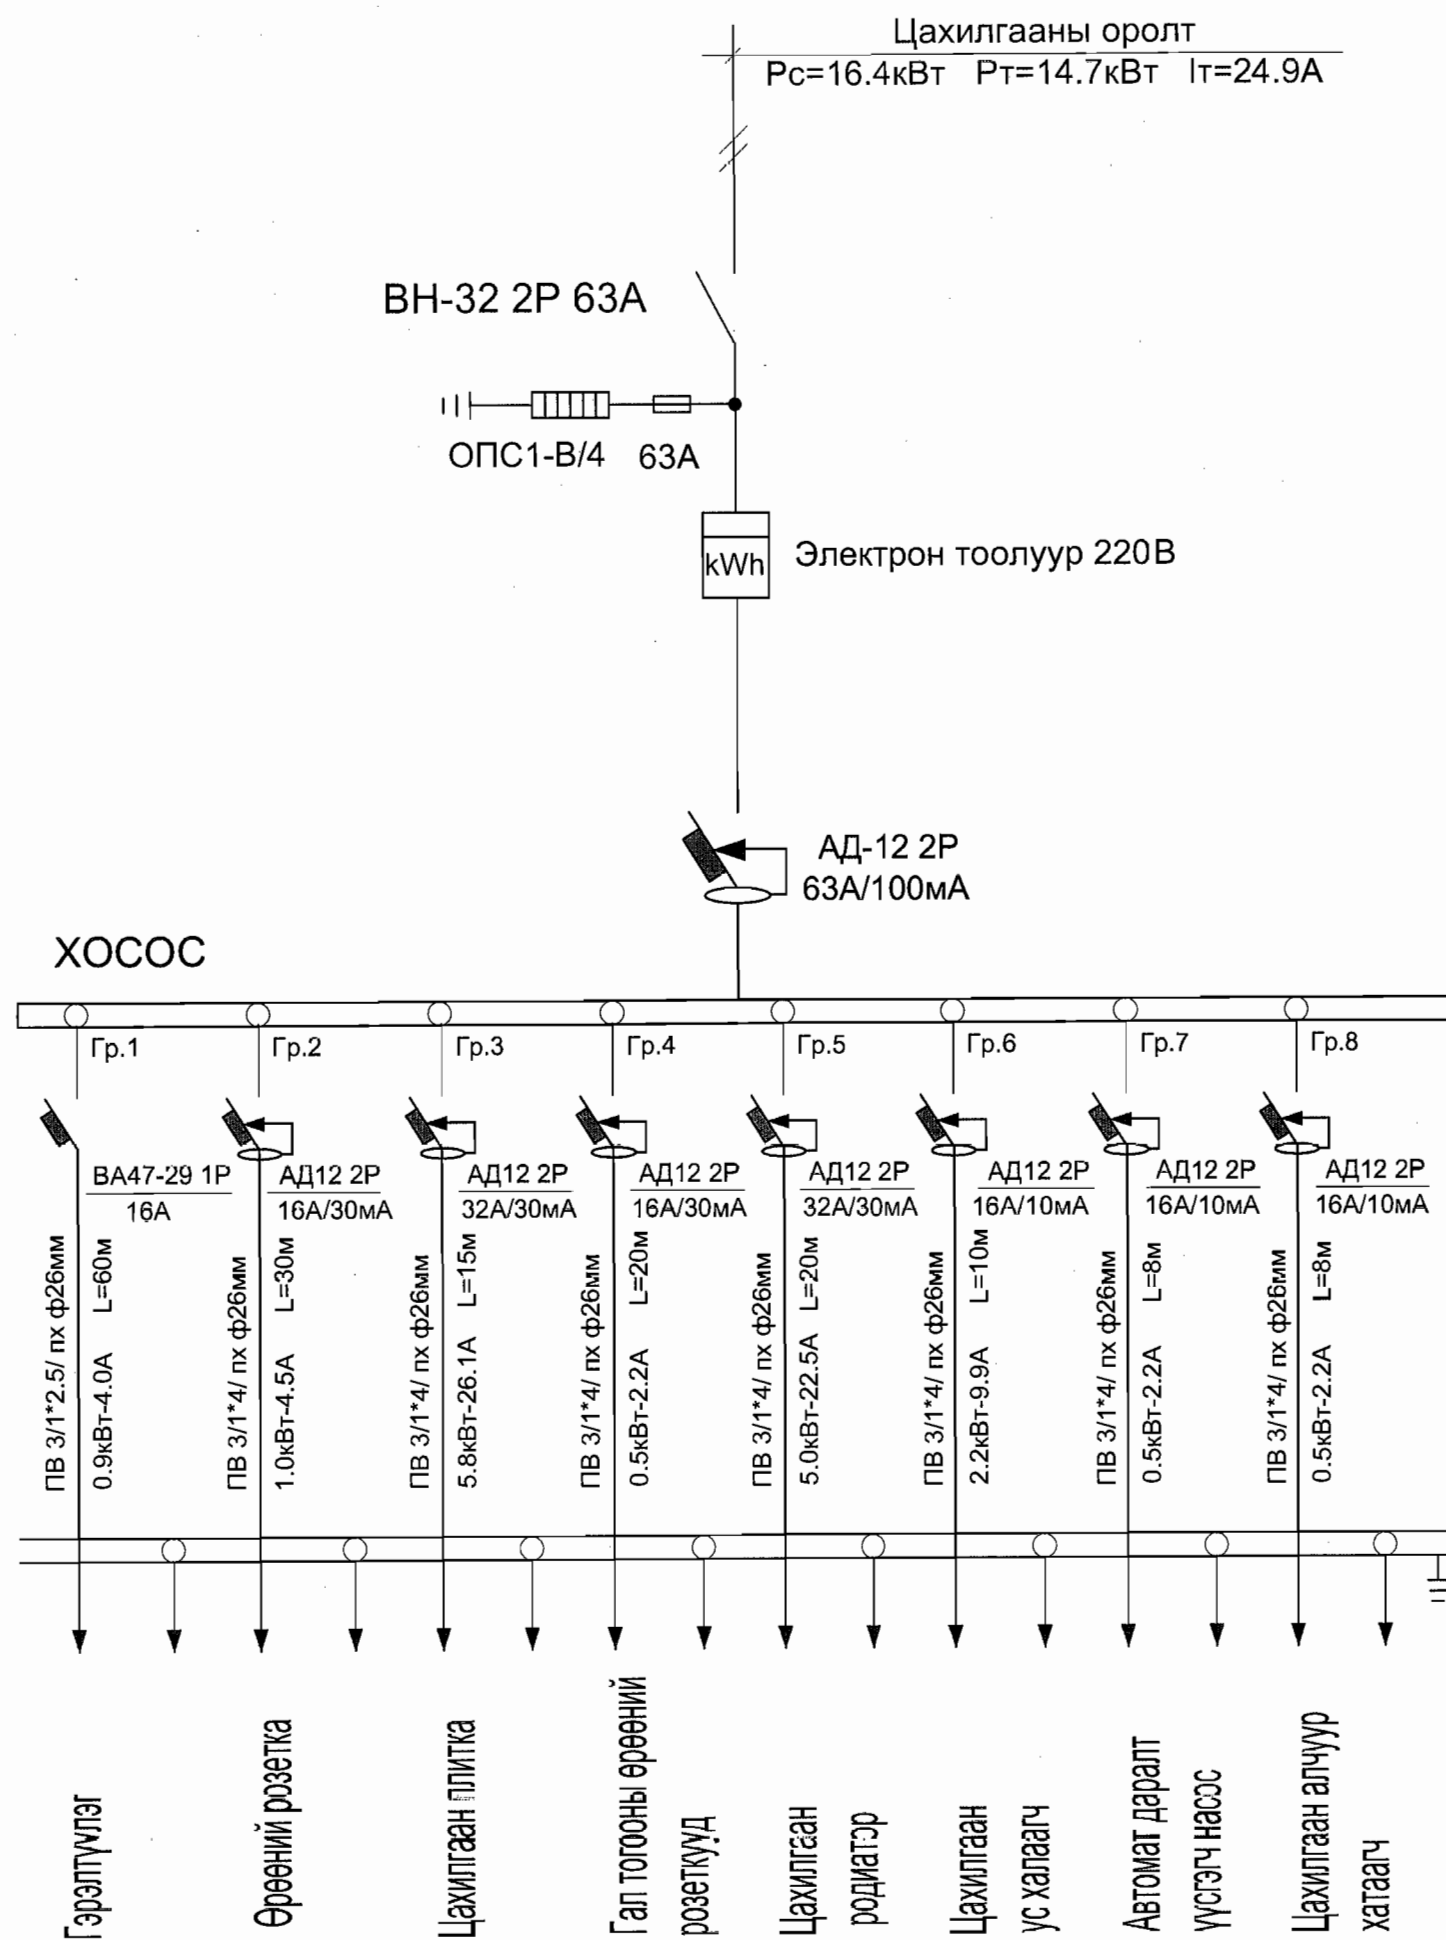 Цахилгааны оролт
Рс=16.4кВт Рт=14.7кВт Iт=24.9А
ВН-32 2Р 63А
ОПС1-В/4 63А
kWh
Электрон тоолуур 220В
АД-12 2Р
63А/100мА
ХОСОС
Гр.1
Гр.2
Гр.3
Гр.4
Гр.5
Гр.6
Гр.7
Гр.8
ВА47-29 1Р
16А
АД12 2Р
16А/30мА
АД12 2Р
32А/30мА
АД12 2Р
16А/30мА
АД12 2Р
32А/30мА
АД12 2Р
16А/10мА
АД12 2Р
16А/10мА
АД12 2Р
16А/10мА
ПВ 3/1*2.5/ пх ф26мм
0.9кВт-4.0А L=60м
ПВ 3/1*4/ пх ф26мм
1.0кВт-4.5А L=30м
ПВ 3/1*4/ пх ф26мм
5.8кВт-26.1А L=15м
ПВ 3/1*4/ пх ф26мм
0.5кВт-2.2А L=20м
ПВ 3/1*4/ пх ф26мм
5.0кВт-22.5А L=20м
ПВ 3/1*4/ пх ф26мм
2.2кВт-9.9А L=10м
ПВ 3/1*4/ пх ф26мм
0.5кВт-2.2А L=8м
ПВ 3/1*4/ пх ф26мм
0.5кВт-2.2А L=8м
Гэрэлтүүлэг
Өрөөний розетка
Цахилгаан плитка
Гал тогооны өрөөний
розеткууд
Цахилгаан
родиатэр
Цахилгаан
ус халаагч
Автомат даралт
үүсгэгч насос
Цахилгаан алчуур
хатаагч